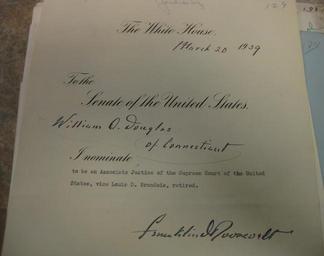 129
The White House,
March 20 1939
To the
Senate of the United States.
William O. Douglas
of Connecticut
I nominate
to be an Associate Justice of the Supreme Court of the United
States, vice Louis D. Brandeis, retired.
Franklin D Roosevelt